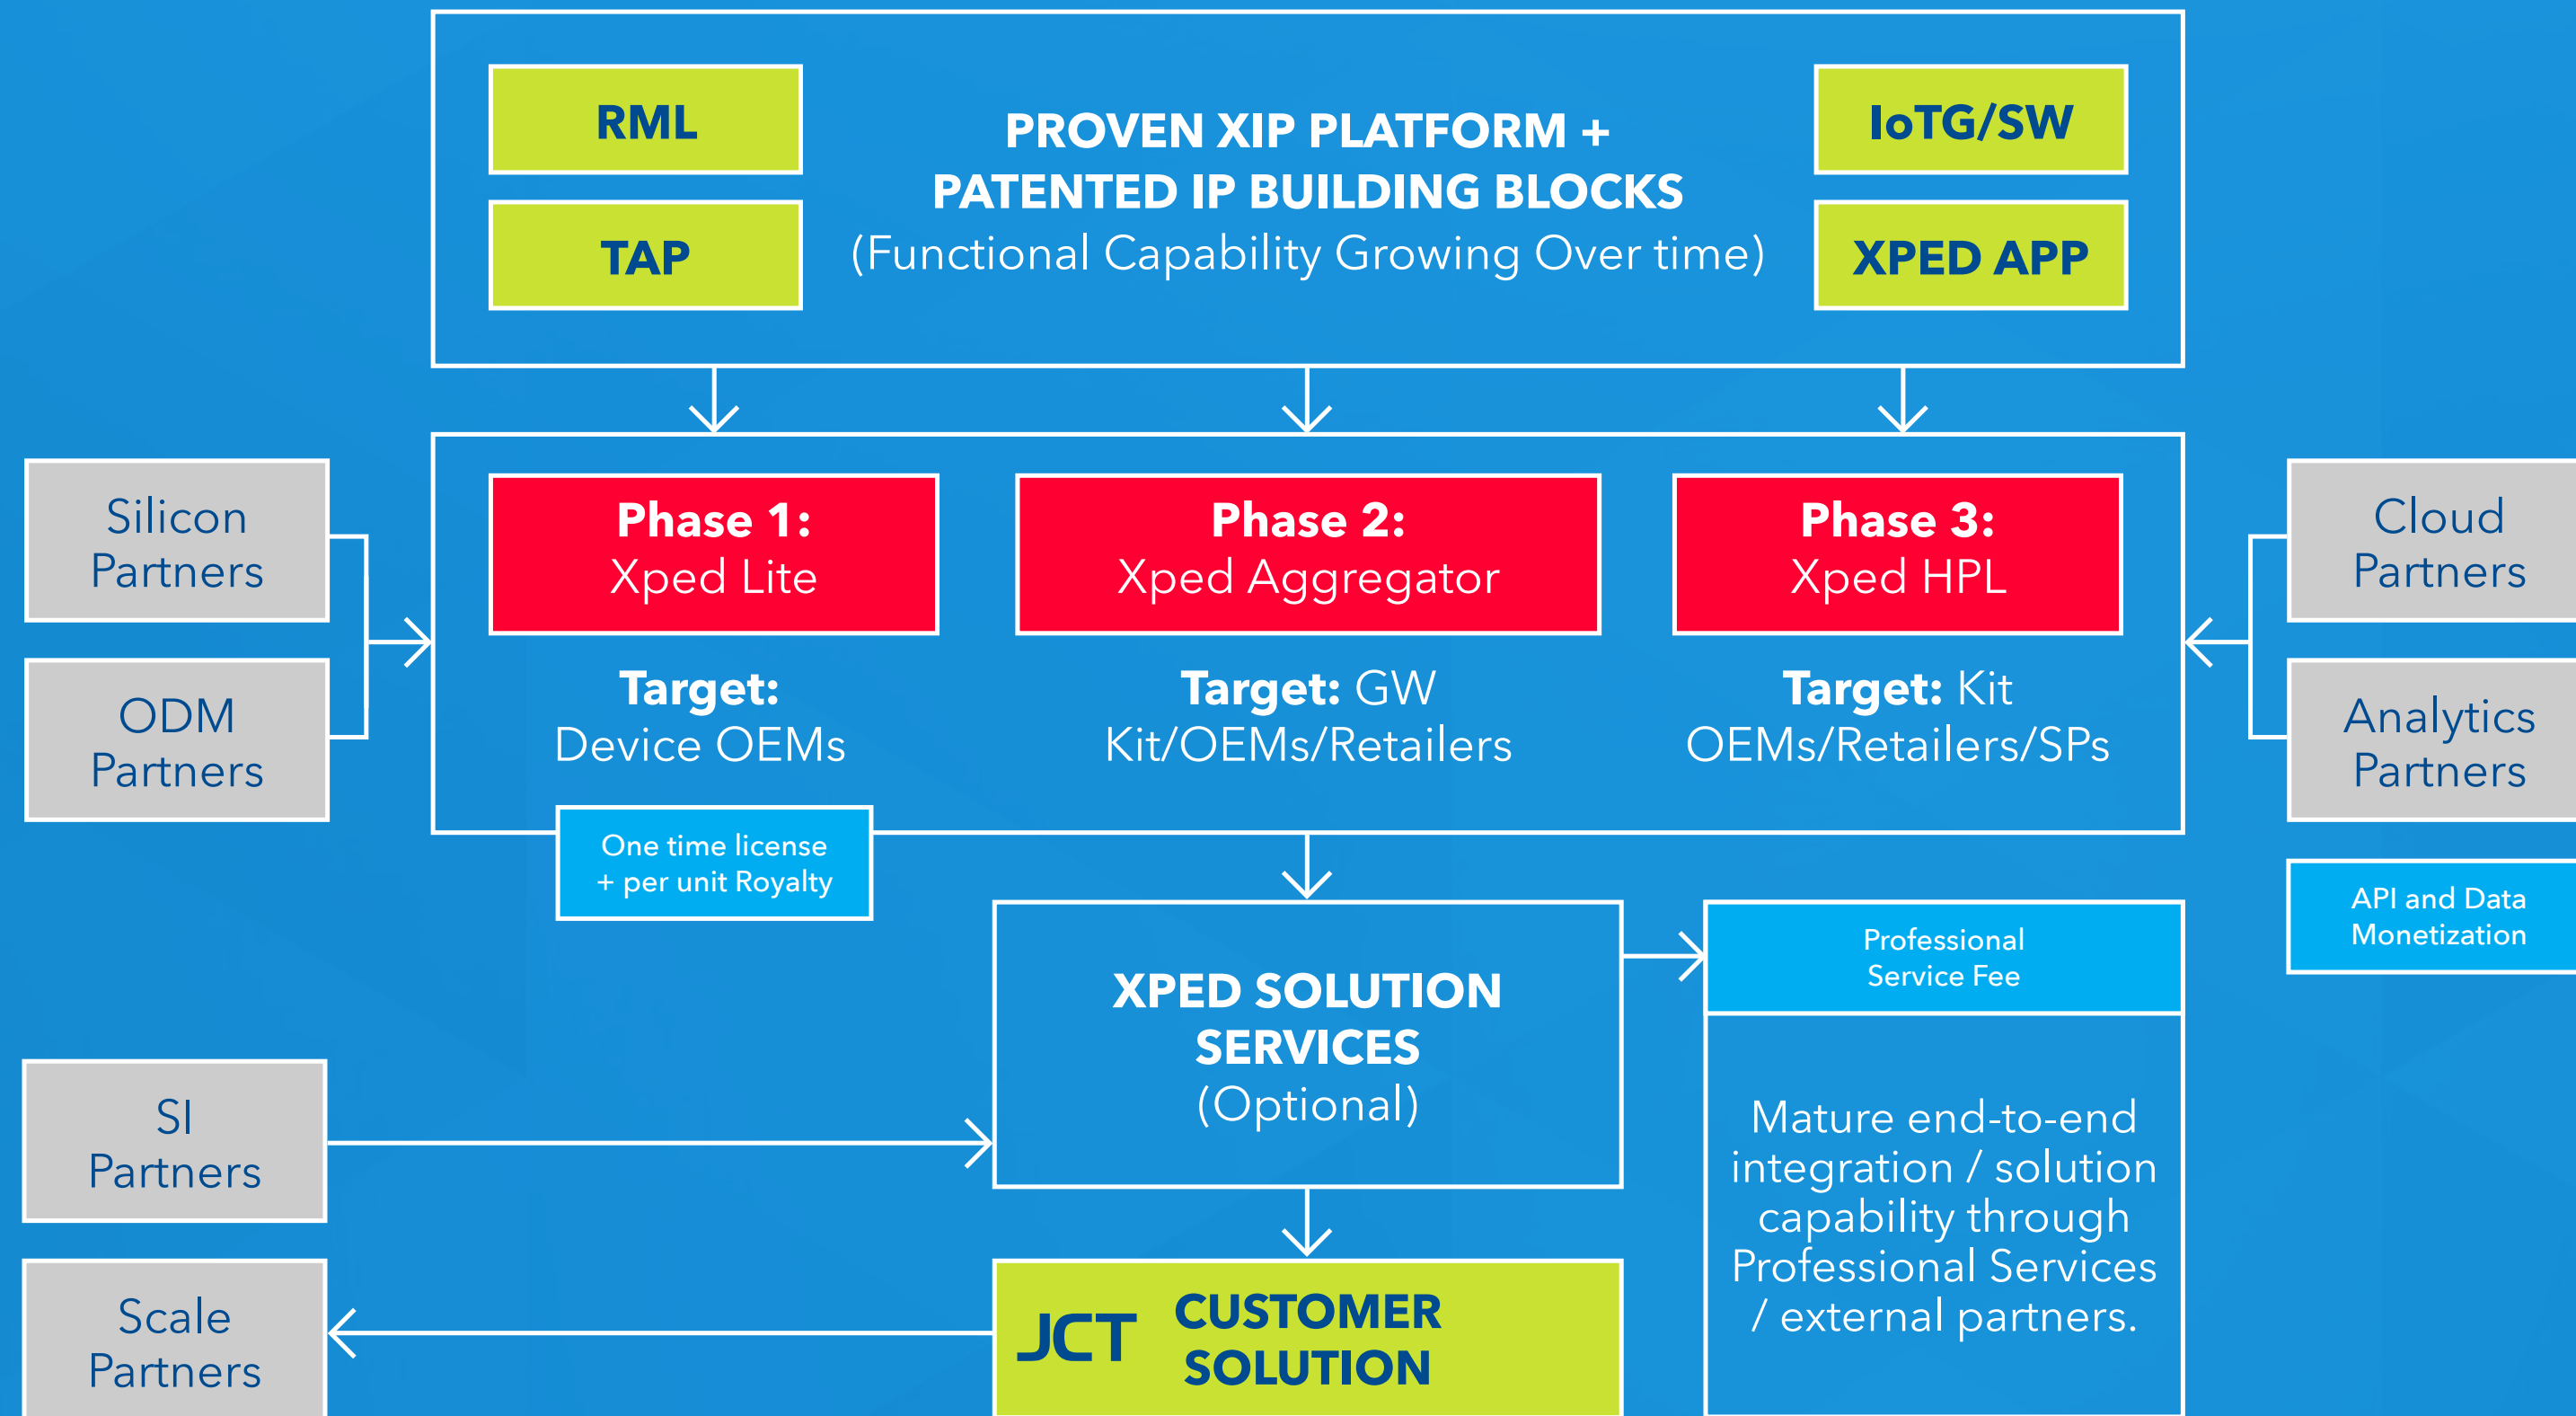 RML
TAP
PROVEN XIP PLATFORM +
PATENTED IP BUILDING BLOCKS
(Functional Capability Growing Over time)
IoTG/SW
XPED APP
Silicon
Partners
ODM
Partners
Phase 1:
Xped Lite
Target:
Device OEMs
One time license
+ per unit Royalty
Phase 2:
Xped Aggregator
Target: GW
Kit/OEMs/Retailers
Phase 3:
Xped HPL
Target: Kit
OEMs/Retailers/SPs
Cloud
Partners
Analytics
Partners
API and Data
Monetization
XPED SOLUTION
SERVICES
(Optional)
Professional
Service Fee
Mature end-to-end
integration / solution
capability through
Professional Services
/ external partners.
SI
Partners
Scale
Partners
JCT
CUSTOMER
SOLUTION